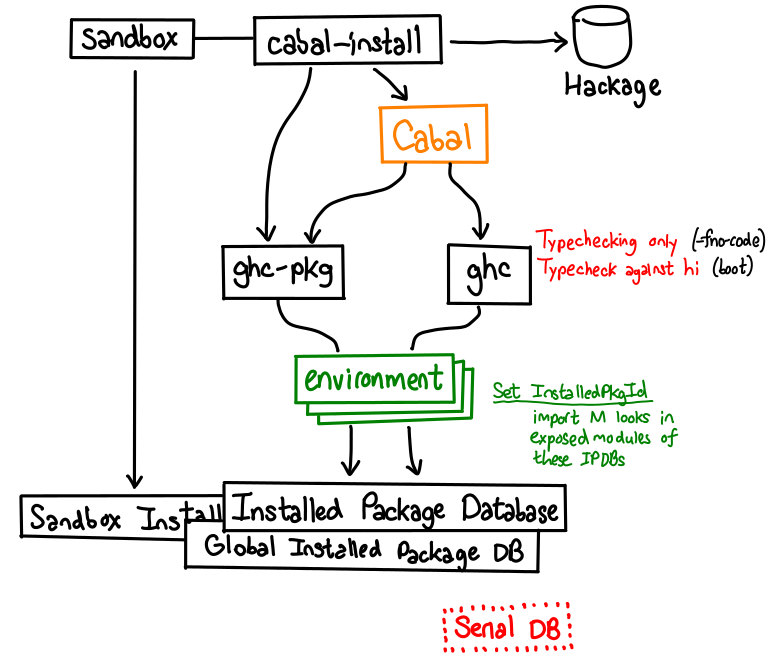 Sandbox
cabal-install
Hackage
Cabal
ghc-pkg
ghc
Typechecking only (-fno-code)
Typecheck against hi (boot)
environment
Set InstalledPkgId
import M looks in
exposed modules of
these IPDBs
Sandbox Install
Installed Package Database
Global Installed Package DB
Senal DB